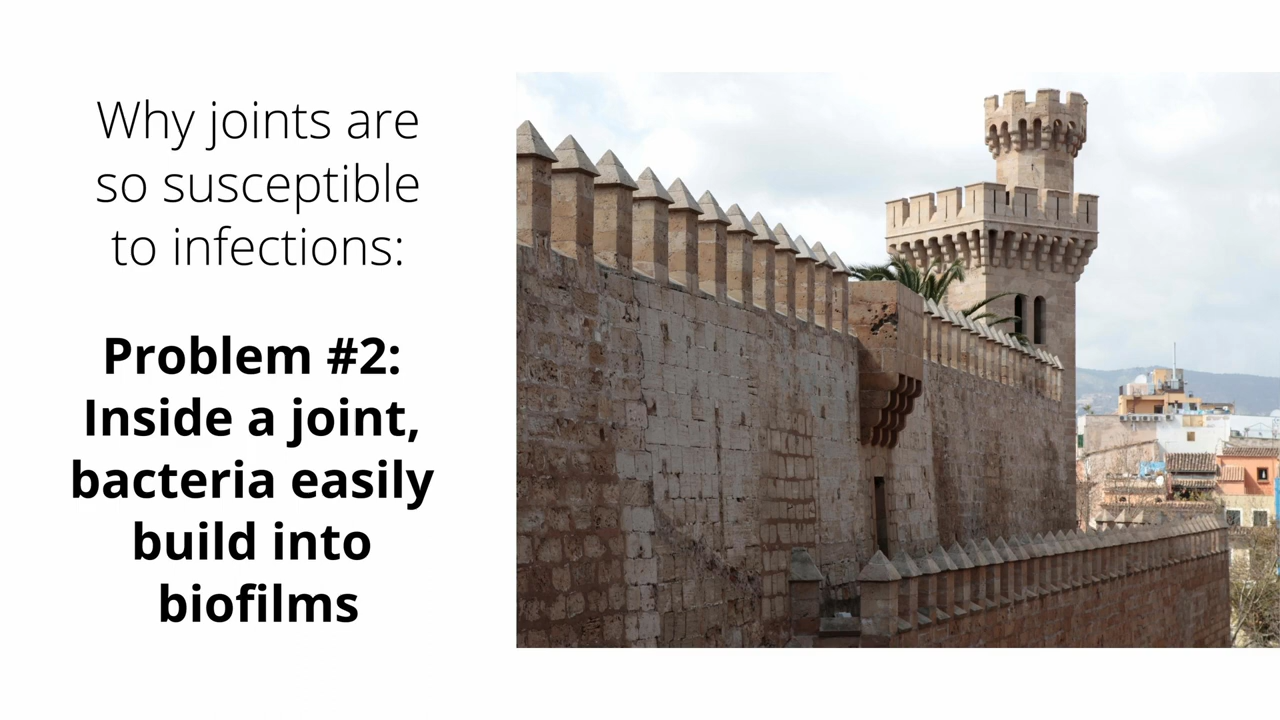 Why joints are
so susceptible
to infections:
Problem #2:
Inside a joint,
bacteria easily
build into
biofilms